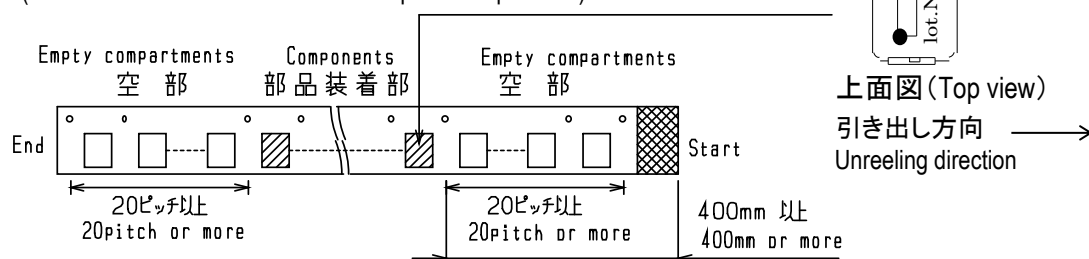 lot.N
Empty compartments
空 部
Components
部品装着部
Empty compartments
空 部
上面図(Top view)
引き出し方向
Unreeling direction
End
Start
20ピッチ以上
20pitch or more
20ピッチ以上
20pitch or more
400mm 以上
400mm or more